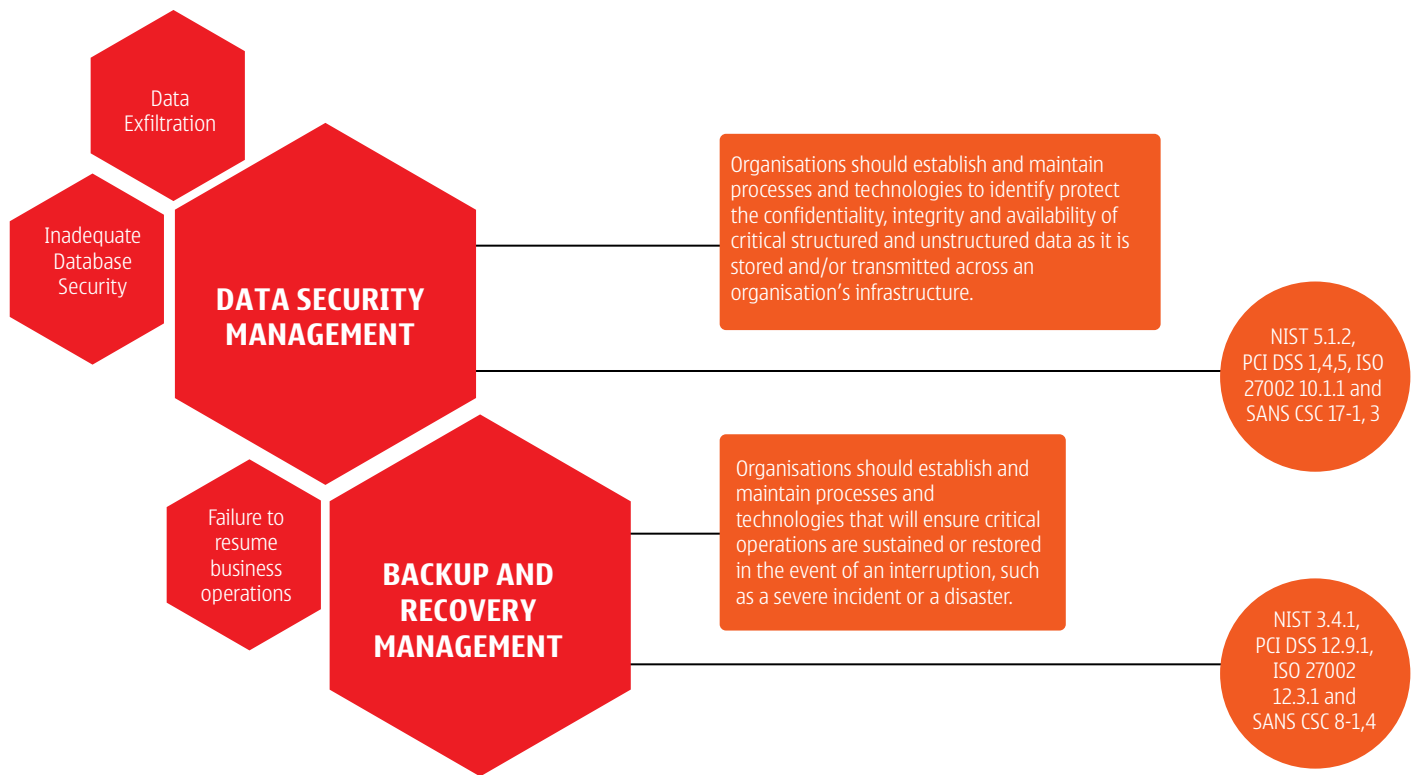 Data
Exfiltration
Inadequate
Database
Security
DATA SECURITY
MANAGEMENT
Organisations should establish and maintain
processes and technologies to identify protect
the confidentiality, integrity and availability of
critical structured and unstructured data as it is
stored and/or transmitted across an
organisation's infrastructure.
NIST 5.1.2,
PCI DSS 1,4,5, ISO
27002 10.1.1 and
SANS CSC 17-1, 3
Failure to
resume
business
operations
BACKUP AND
RECOVERY
MANAGEMENT
Organisations should establish and
maintain processes and
technologies that will ensure critical
operations are sustained or restored
in the event of an interruption, such
as a severe incident or a disaster.
NIST 3.4.1,
PCI DSS 12.9.1,
ISO 27002
12.3.1 and
SANS CSC 8-1,4